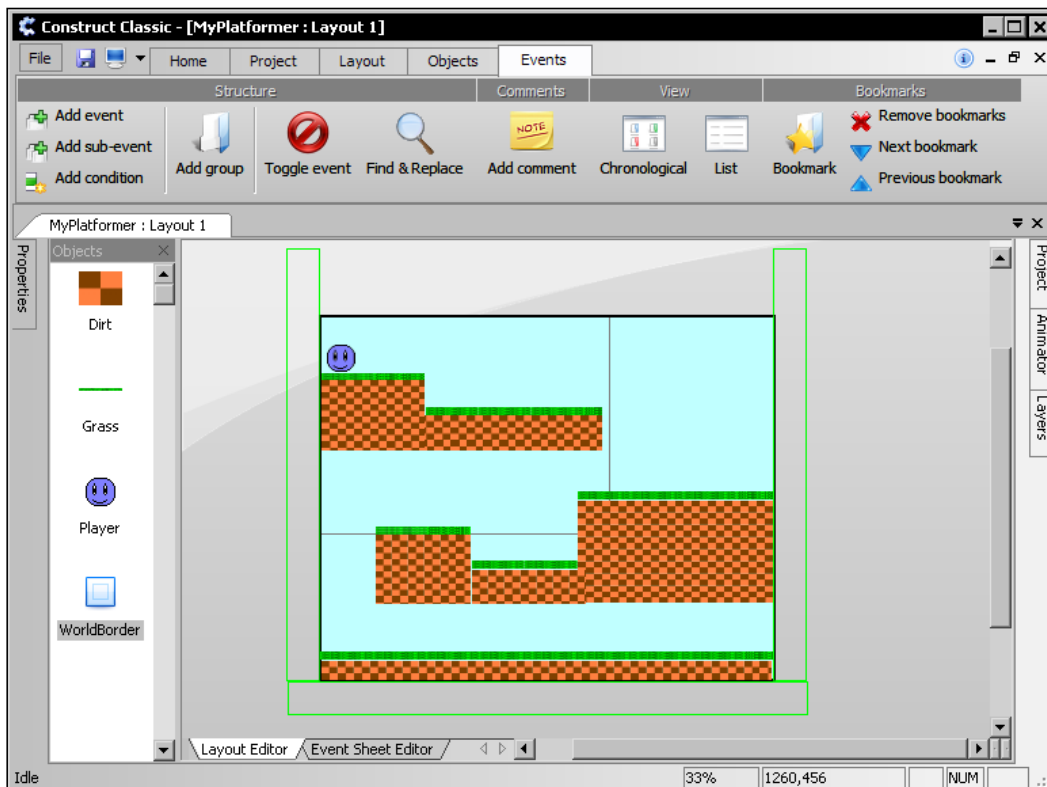 Construct Classic - [MyPlatformer : Layout 1]
File Home Project Layout Objects Events
Structure Comments View Bookmarks
Add event
Add sub-event
Add condition
Add group
Toggle event
Find & Replace
NOTE
Add comment
Chronological
List
Bookmark
Remove bookmarks
Next bookmark
Previous bookmark
MyPlatformer : Layout 1
Properties
Objects
Dirt
Grass
Player
WorldBorder
Project
Animator
Layers
Layout Editor Event Sheet Editor
Idle 33% 1260,456 NUM